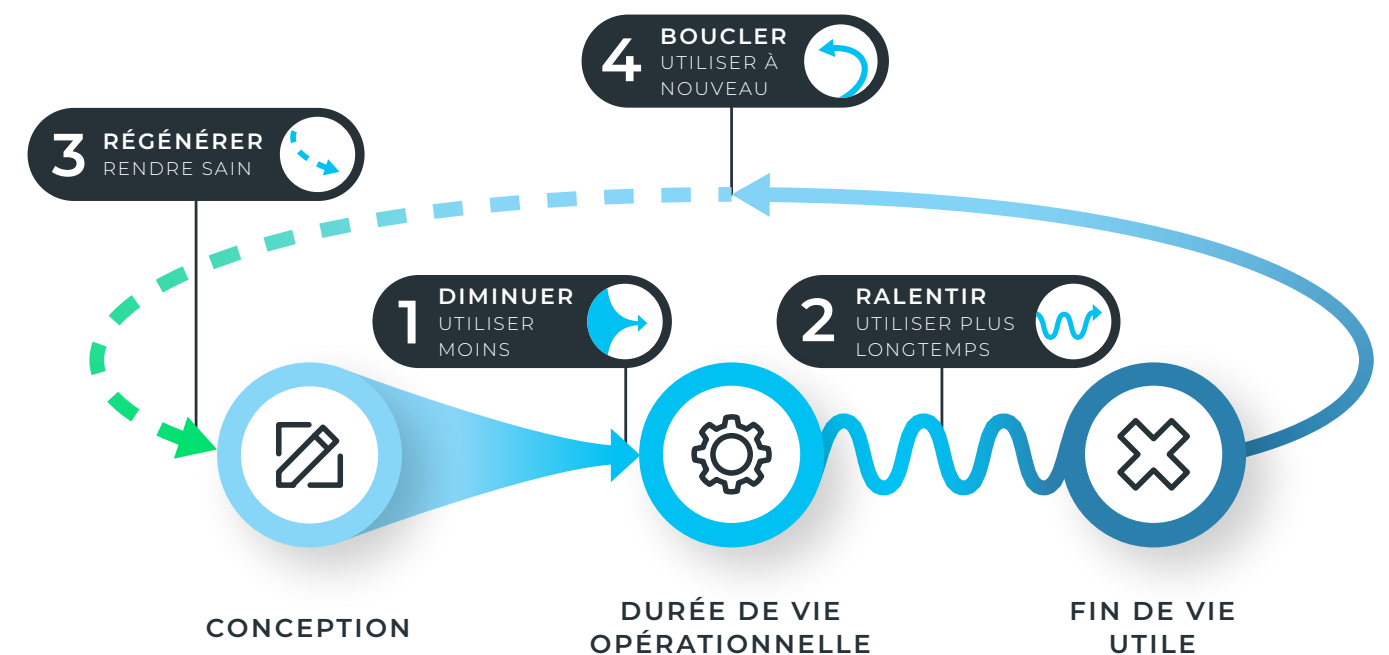 4 BOUCLER
UTILISER À
NOUVEAU
3 RÉGÉNÉRER
RENDRE SAIN
1 DIMINUER
UTILISER
MOINS
2 RALENTIR
UTILISER PLUS
LONGTEMPS
CONCEPTION
DURÉE DE VIE
OPÉRATIONNELLE
FIN DE VIE
UTILE